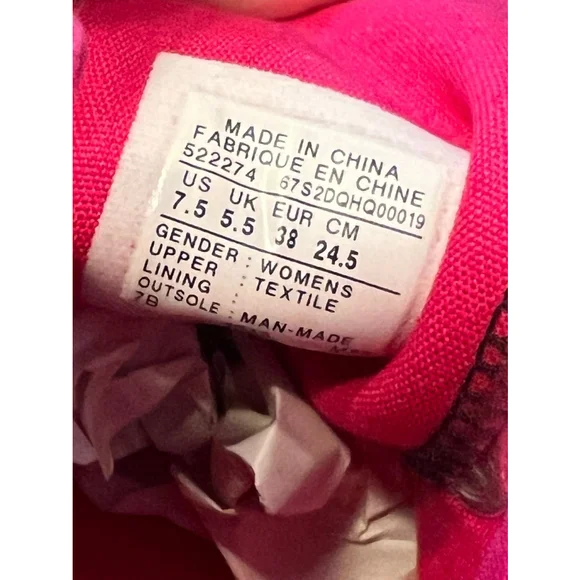 MADE IN CHINA
FABRIQUE EN CHINE
522274 67S2DQHQ00019
US UK EUR CM
7.5 5.5 38 24.5
GENDER : WOMENS
UPPER
LINING : TEXTILE
OUTSOLE : MAN-MADE
7B